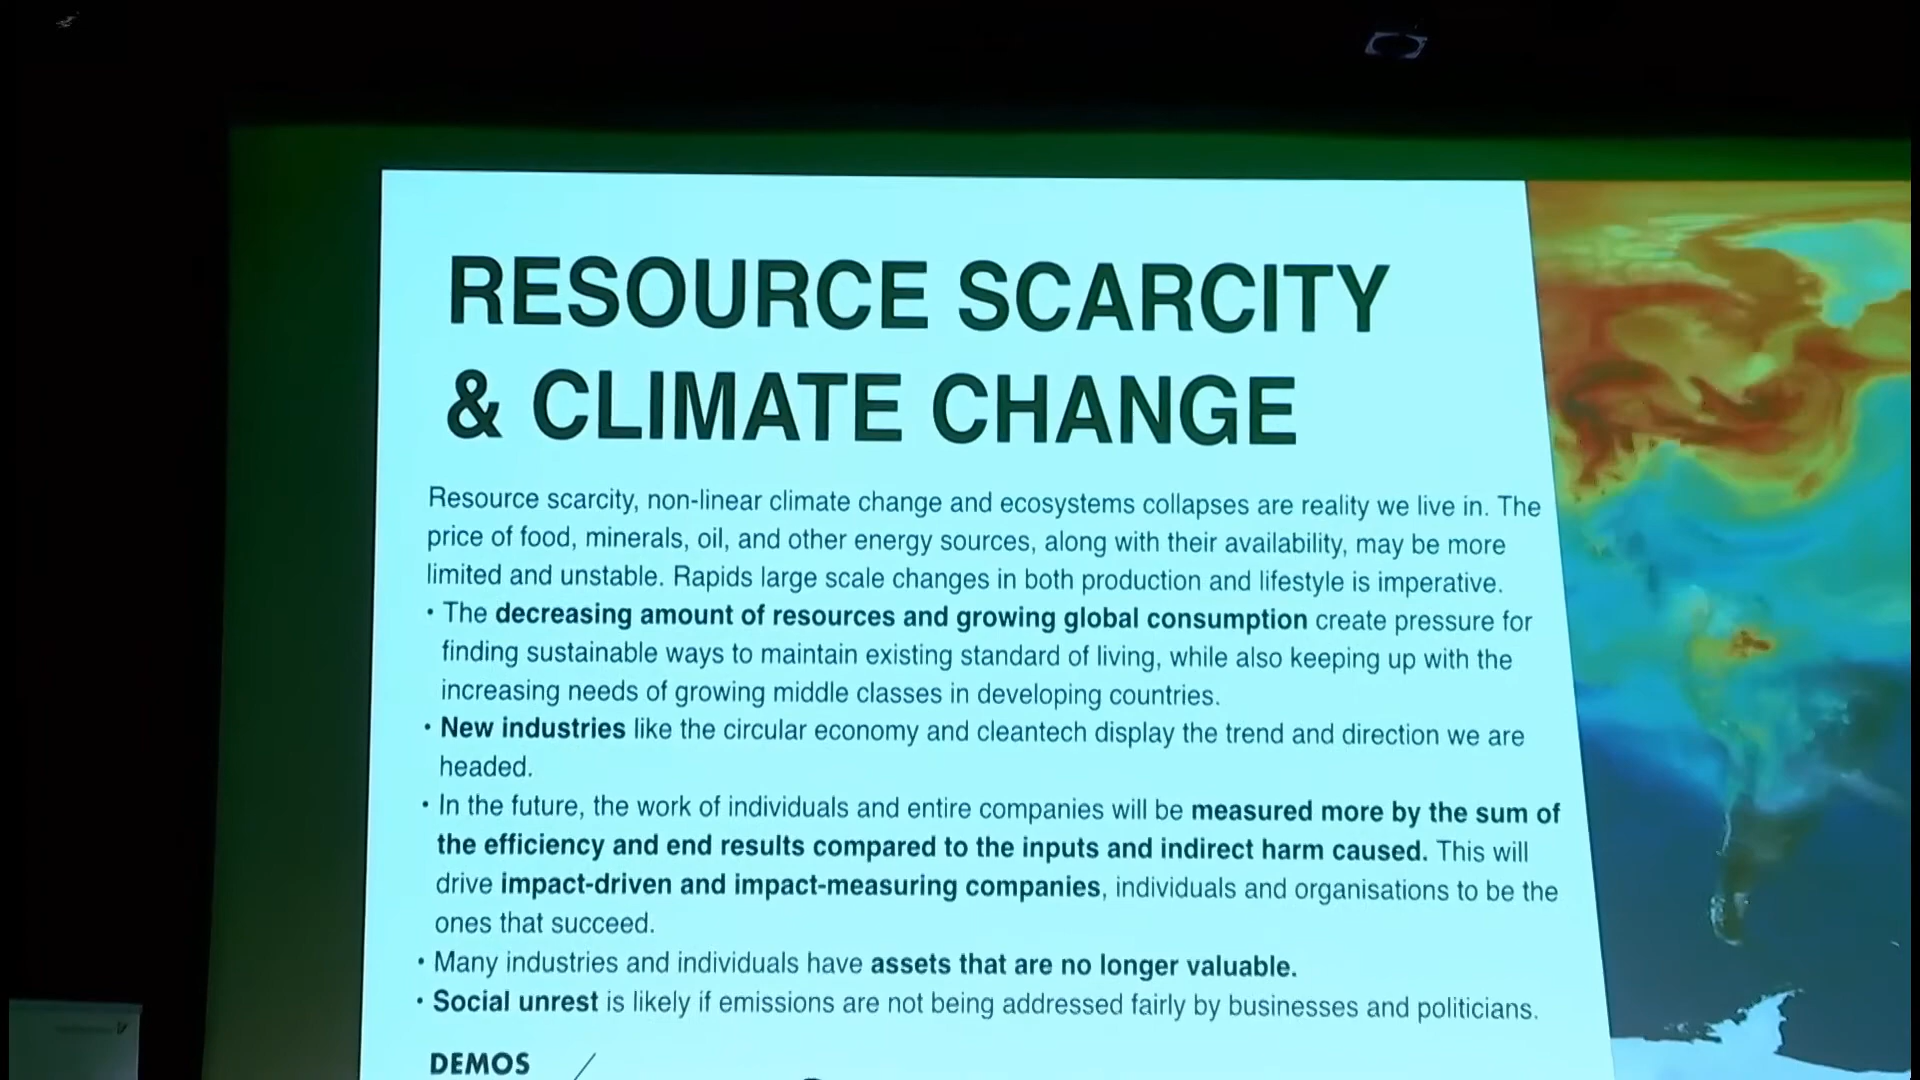 RESOURCE SCARCITY
& CLIMATE CHANGE
Resource scarcity, non-linear climate change and ecosystems collapses are reality we live in. The
price of food, minerals, oil, and other energy sources, along with their availability, may be more
limited and unstable. Rapids large scale changes in both production and lifestyle is imperative.
• The decreasing amount of resources and growing global consumption create pressure for
finding sustainable ways to maintain existing standard of living, while also keeping up with the
increasing needs of growing middle classes in developing countries.
• New industries like the circular economy and cleantech display the trend and direction we are
headed.
• In the future, the work of individuals and entire companies will be measured more by the sum of
the efficiency and end results compared to the inputs and indirect harm caused. This will
drive impact-driven and impact-measuring companies, individuals and organisations to be the
ones that succeed.
• Many industries and individuals have assets that are no longer valuable.
• Social unrest is likely if emissions are not being addressed fairly by businesses and politicians.
DEMOS